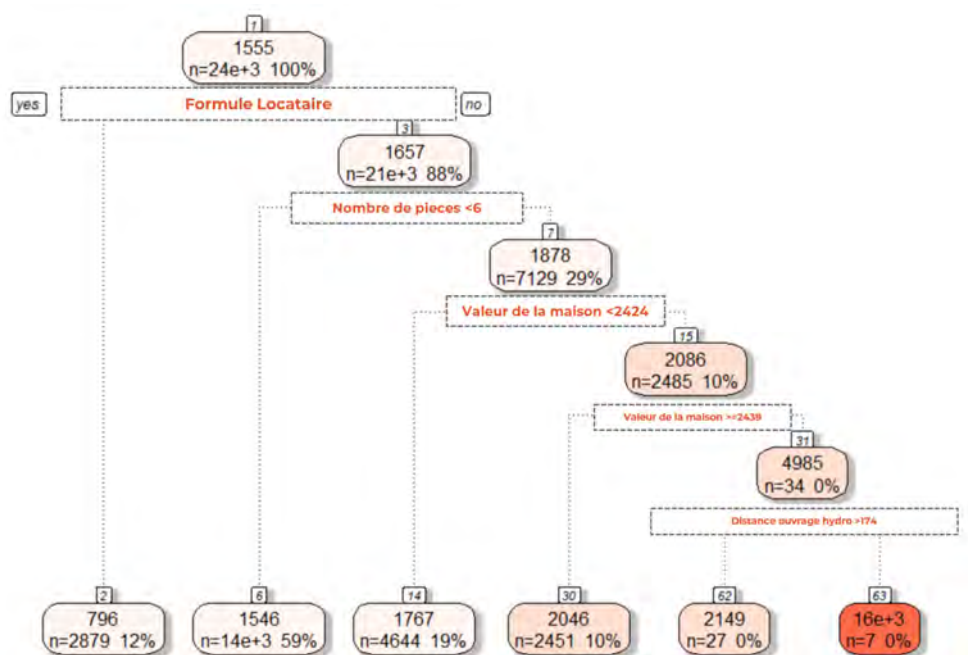 1
1555
n=24e+3 100%
yes
Formule Locataire
no
3
1657
n=21e+3 88%
Nombre de pieces <6
7
1878
n=7129 29%
Valeur de la maison <2424
15
2086
n=2485 10%
Valeur de la maison >=2439
31
4985
n=34 0%
Distance ouvrage hydro >174
2
796
n=2879 12%
6
1546
n=14e+3 59%
14
1767
n=4644 19%
30
2046
n=2451 10%
62
2149
n=27 0%
63
16e+3
n=7 0%